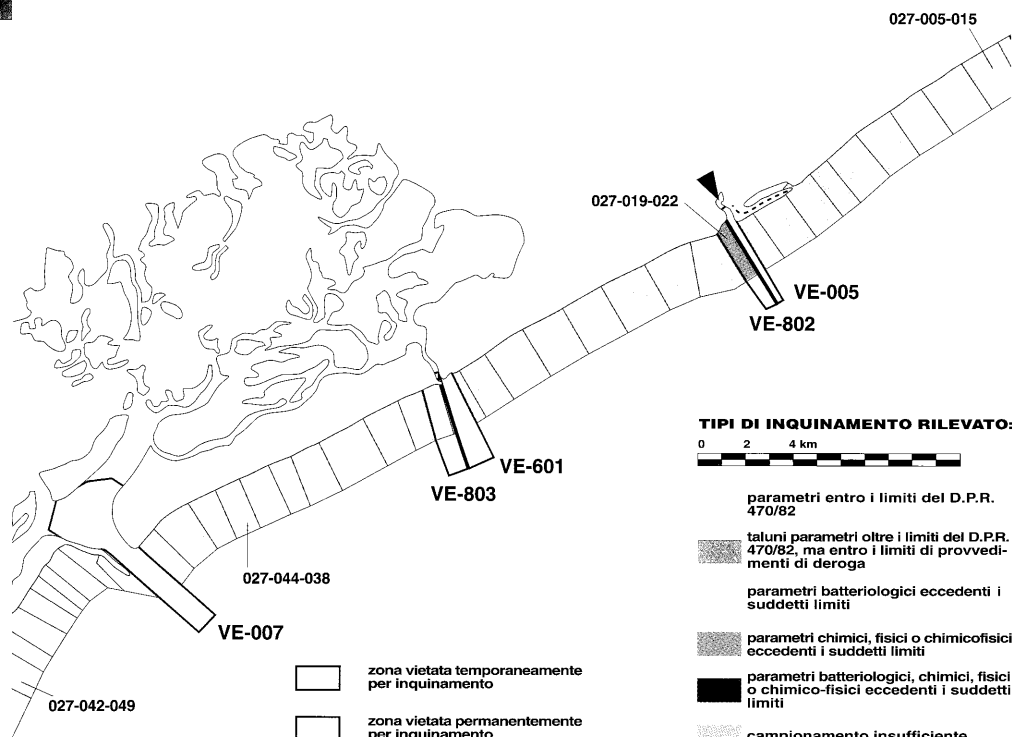 027-005-015
027-019-022
VE-005
VE-802
TIPI DI INQUINAMENTO RILEVATO:
0 2 4 km
VE-601
VE-803
parametri entro i limiti del D.P.R.
470/82
taluni parametri oltre i limiti del D.P.R.
470/82, ma entro i limiti di provvedi-
menti di deroga
027-044-038
parametri batteriologici eccedenti i
suddetti limiti
VE-007
parametri chimici, fisici o chimicofisici
eccedenti i suddetti limiti
zona vietata temporaneamente
per inquinamento
parametri batteriologici, chimici, fisici
o chimico-fisici eccedenti i suddetti
limiti
027-042-049
zona vietata permanentemente
per inquinamento
campionamento insufficiente